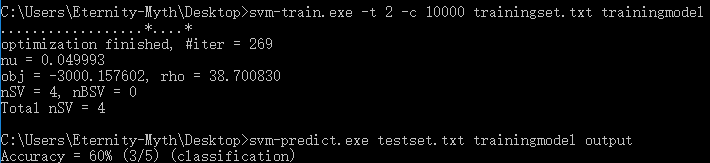 C:\Users\Eternity-Myth\Desktop>svm-train.exe -t 2 -c 10000 trainingset.txt trainingmodel
.................*....*
optimization finished, #iter = 269
nu = 0.049993
obj = -3000.157602, rho = 38.700830
nSV = 4, nBSV = 0
Total nSV = 4
C:\Users\Eternity-Myth\Desktop>svm-predict.exe testset.txt trainingmodel output
Accuracy = 60% (3/5) (classification)